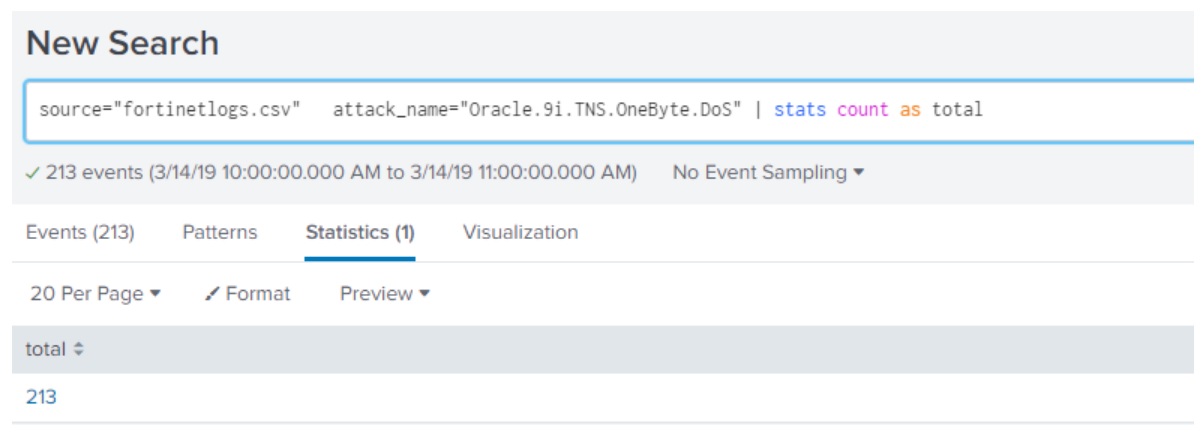 New Search
source="fortinetlogs.csv" attack_name="Oracle.9i.TNS.OneByte.DoS" | stats count as total
✓ 213 events (3/14/19 10:00:00.000 AM to 3/14/19 11:00:00.000 AM) No Event Sampling
Events (213) Patterns Statistics (1) Visualization
20 Per Page Format Preview
total
213